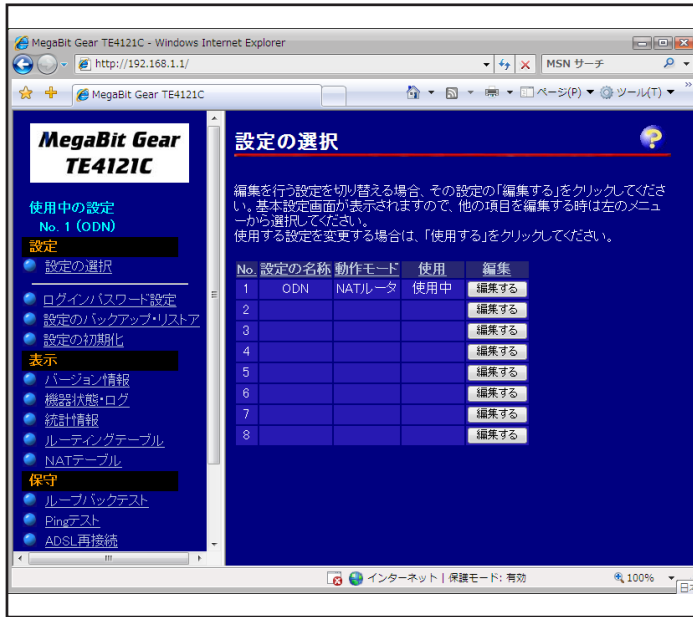 MegaBit Gear TE4121C - Windows Internet Explorer
http://192.168.1.1/
MSN サーチ
MegaBit Gear TE4121C
ページ(P)
ツール(T)
MegaBit Gear
TE4121C
使用中の設定
No. 1 (ODN)
設定
設定の選択
ログインパスワード設定
設定のバックアップ・リストア
設定の初期化
表示
バージョン情報
機器状態・ログ
統計情報
ルーティングテーブル
NATテーブル
保守
ループバックテスト
Pingテスト
ADSL再接続
設定の選択
編集を行う設定を切り替える場合、その設定の「編集する」をクリックしてくださ
い。基本設定画面が表示されますので、他の項目を編集する時は左のメニュ
ーから選択してください。
使用する設定を変更する場合は、「使用する」をクリックしてください。
No. 設定の名称 動作モード 使用 編集
1 ODN NATルータ 使用中 編集する
2 編集する
3 編集する
4 編集する
5 編集する
6 編集する
7 編集する
8 編集する
インターネット | 保護モード: 有効
100%